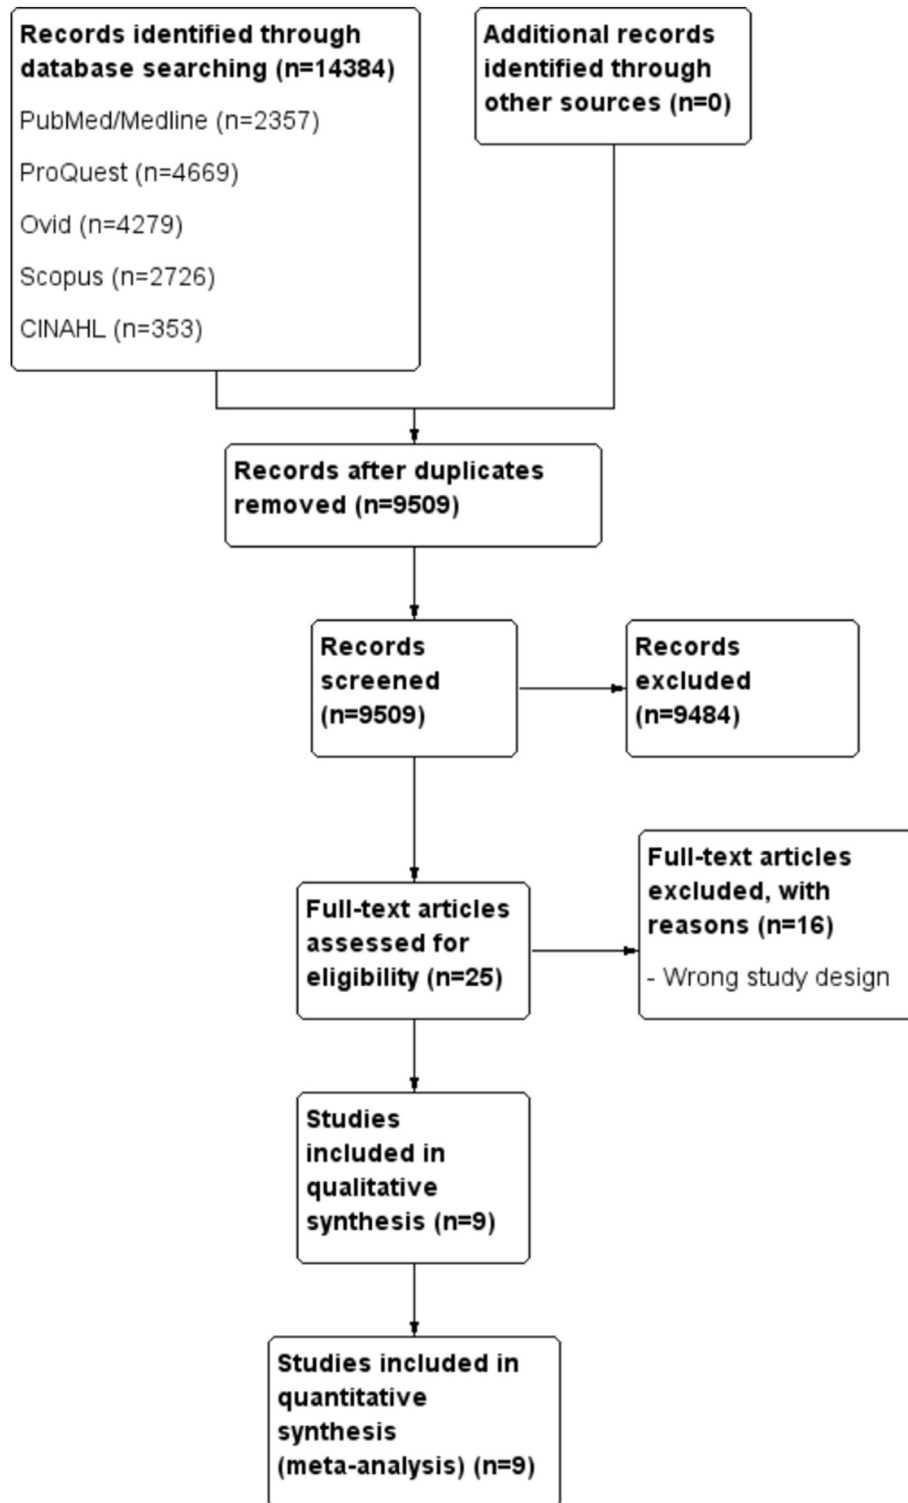 Records identified through
database searching (n=14384)
PubMed/Medline (n=2357)
ProQuest (n=4669)
Ovid (n=4279)
Scopus (n=2726)
CINAHL (n=353)
Additional records
identified through
other sources (n=0)
Records after duplicates
removed (n=9509)
Records
screened
(n=9509)
Records
excluded
(n=9484)
Full-text articles
assessed for
eligibility (n=25)
Full-text articles
excluded, with
reasons (n=16)
- Wrong study design
Studies
included in
qualitative
synthesis (n=9)
Studies included in
quantitative
synthesis
(meta-analysis) (n=9)